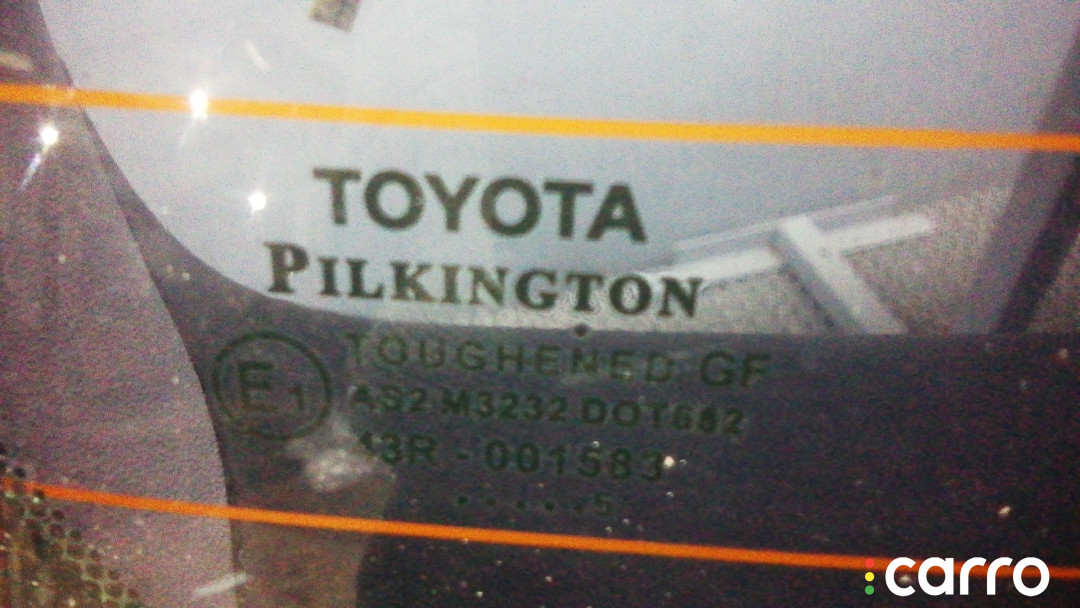 TOYOTA
PILKINGTON
TOUGHENED GF
E1
AS2 M3232 DOT682
43R - 001583
. . . . . 5
carro